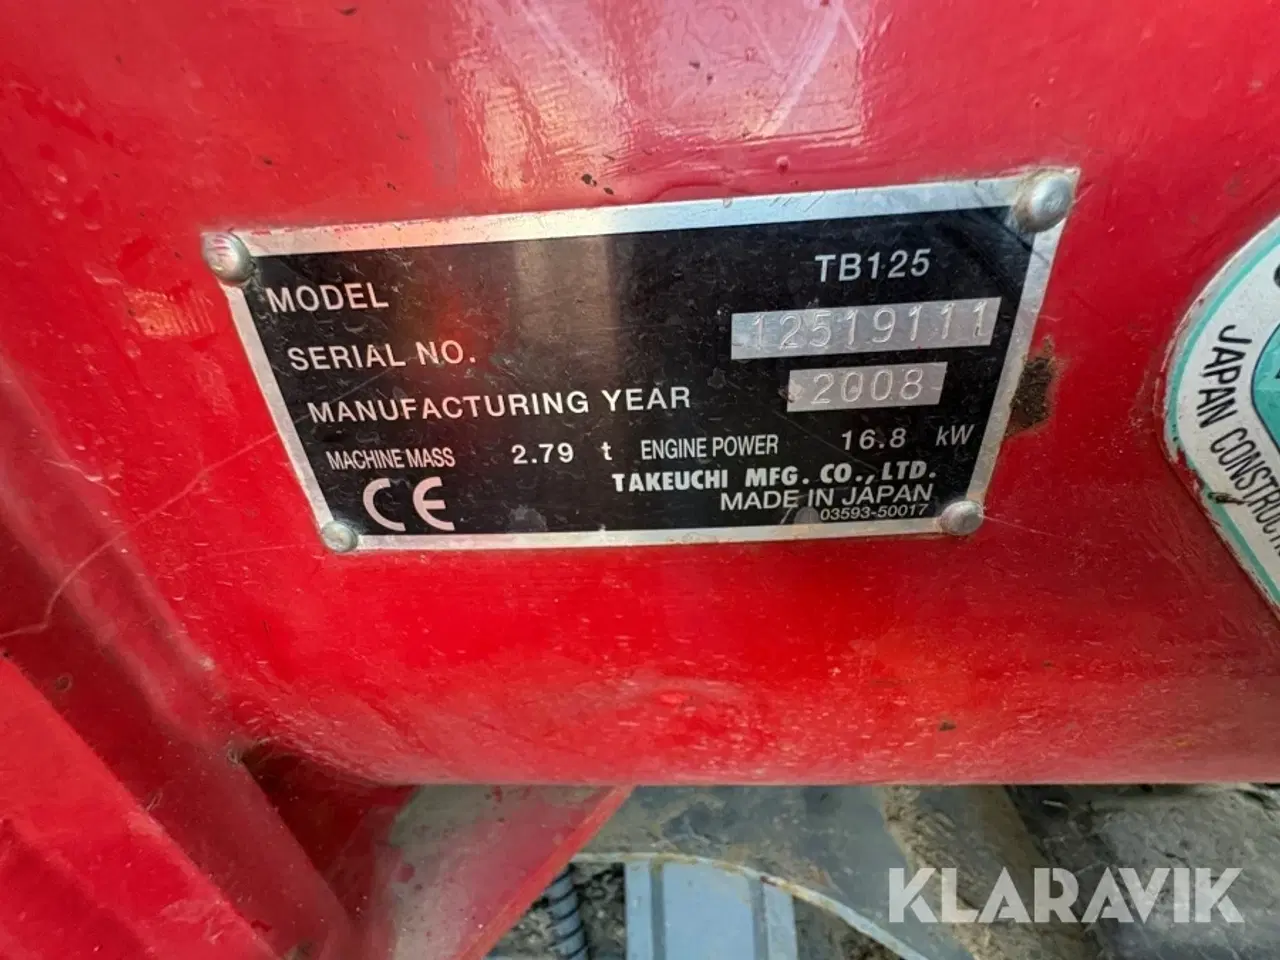 MODEL TB125
SERIAL NO. 12519111
MANUFACTURING YEAR 2008
MACHINE MASS 2.79 t ENGINE POWER 16.8 kW
TAKEUCHI MFG. CO., LTD.
MADE IN JAPAN
03593-50017
CE
JAPAN
KLARAVIK